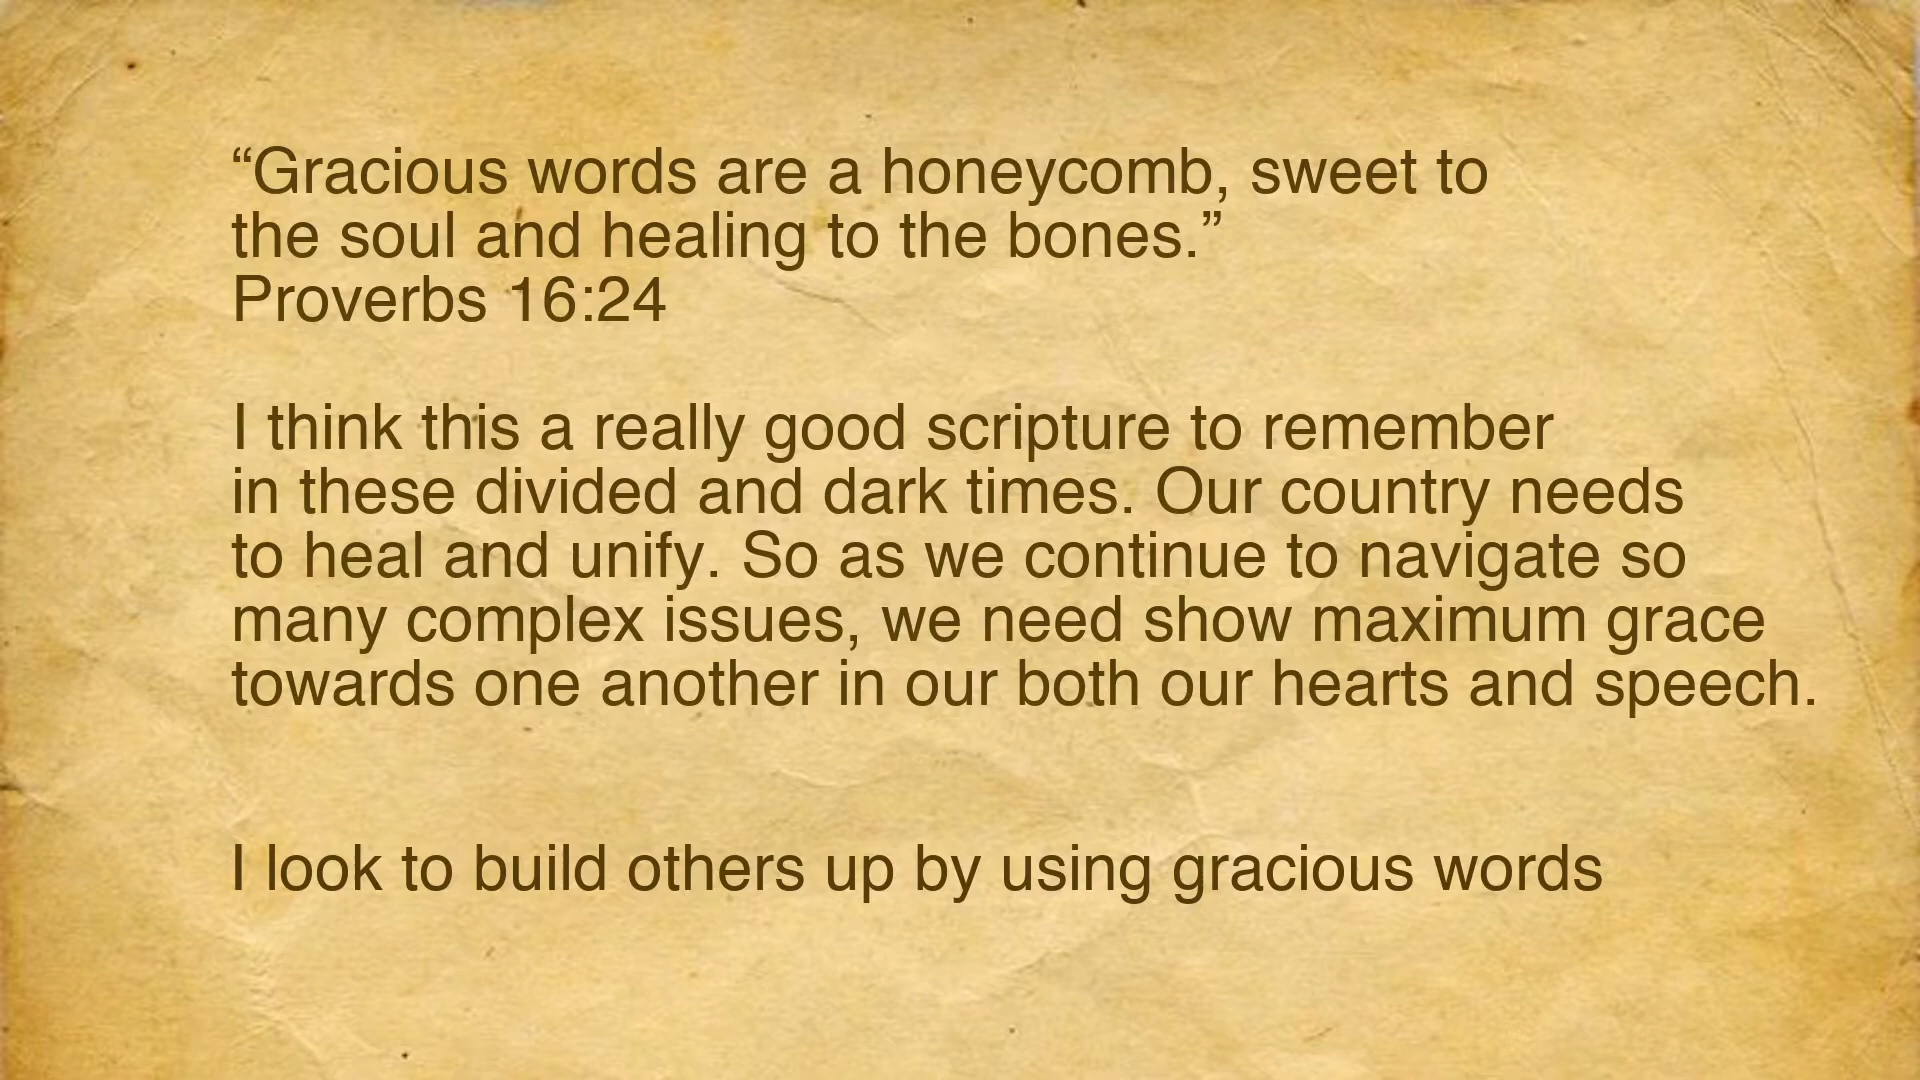 “Gracious words are a honeycomb, sweet to
the soul and healing to the bones.”
Proverbs 16:24
I think this a really good scripture to remember
in these divided and dark times. Our country needs
to heal and unify. So as we continue to navigate so
many complex issues, we need show maximum grace
towards one another in our both our hearts and speech.
I look to build others up by using gracious words